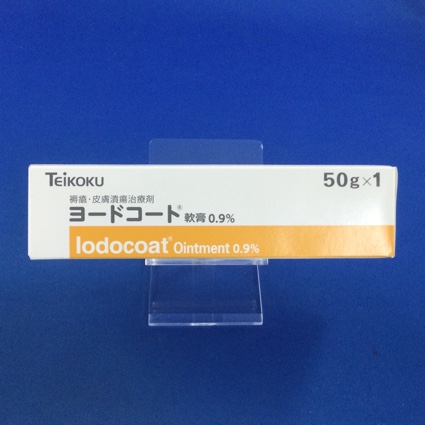 TEIKOKU
50g×1
褥瘡・皮膚潰瘍治療剤
ヨードコート® 軟膏 0.9%
Iodocoat® Ointment 0.9%